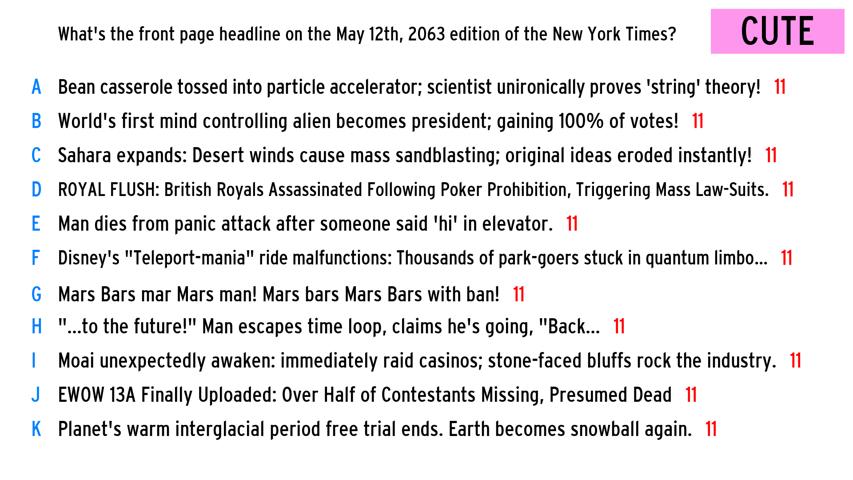 What's the front page headline on the May 12th, 2063 edition of the New York Times?
CUTE
A Bean casserole tossed into particle accelerator; scientist unironically proves 'string' theory! 11
B World's first mind controlling alien becomes president; gaining 100% of votes! 11
C Sahara expands: Desert winds cause mass sandblasting; original ideas eroded instantly! 11
D ROYAL FLUSH: British Royals Assassinated Following Poker Prohibition, Triggering Mass Law-Suits. 11
E Man dies from panic attack after someone said 'hi' in elevator. 11
F Disney's "Teleport-mania" ride malfunctions: Thousands of park-goers stuck in quantum limbo... 11
G Mars Bars mar Mars man! Mars bars Mars Bars with ban! 11
H "...to the future!" Man escapes time loop, claims he's going, "Back... 11
I Moai unexpectedly awaken: immediately raid casinos; stone-faced bluffs rock the industry. 11
J EWOW 13A Finally Uploaded: Over Half of Contestants Missing, Presumed Dead 11
K Planet's warm interglacial period free trial ends. Earth becomes snowball again. 11